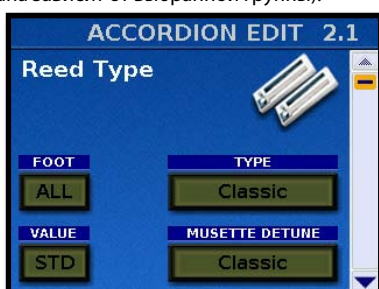 ACCORDION EDIT 2.1
Reed Type
FOOT TYPE
ALL Classic
VALUE MUSETTE DETUNE
STD Classic